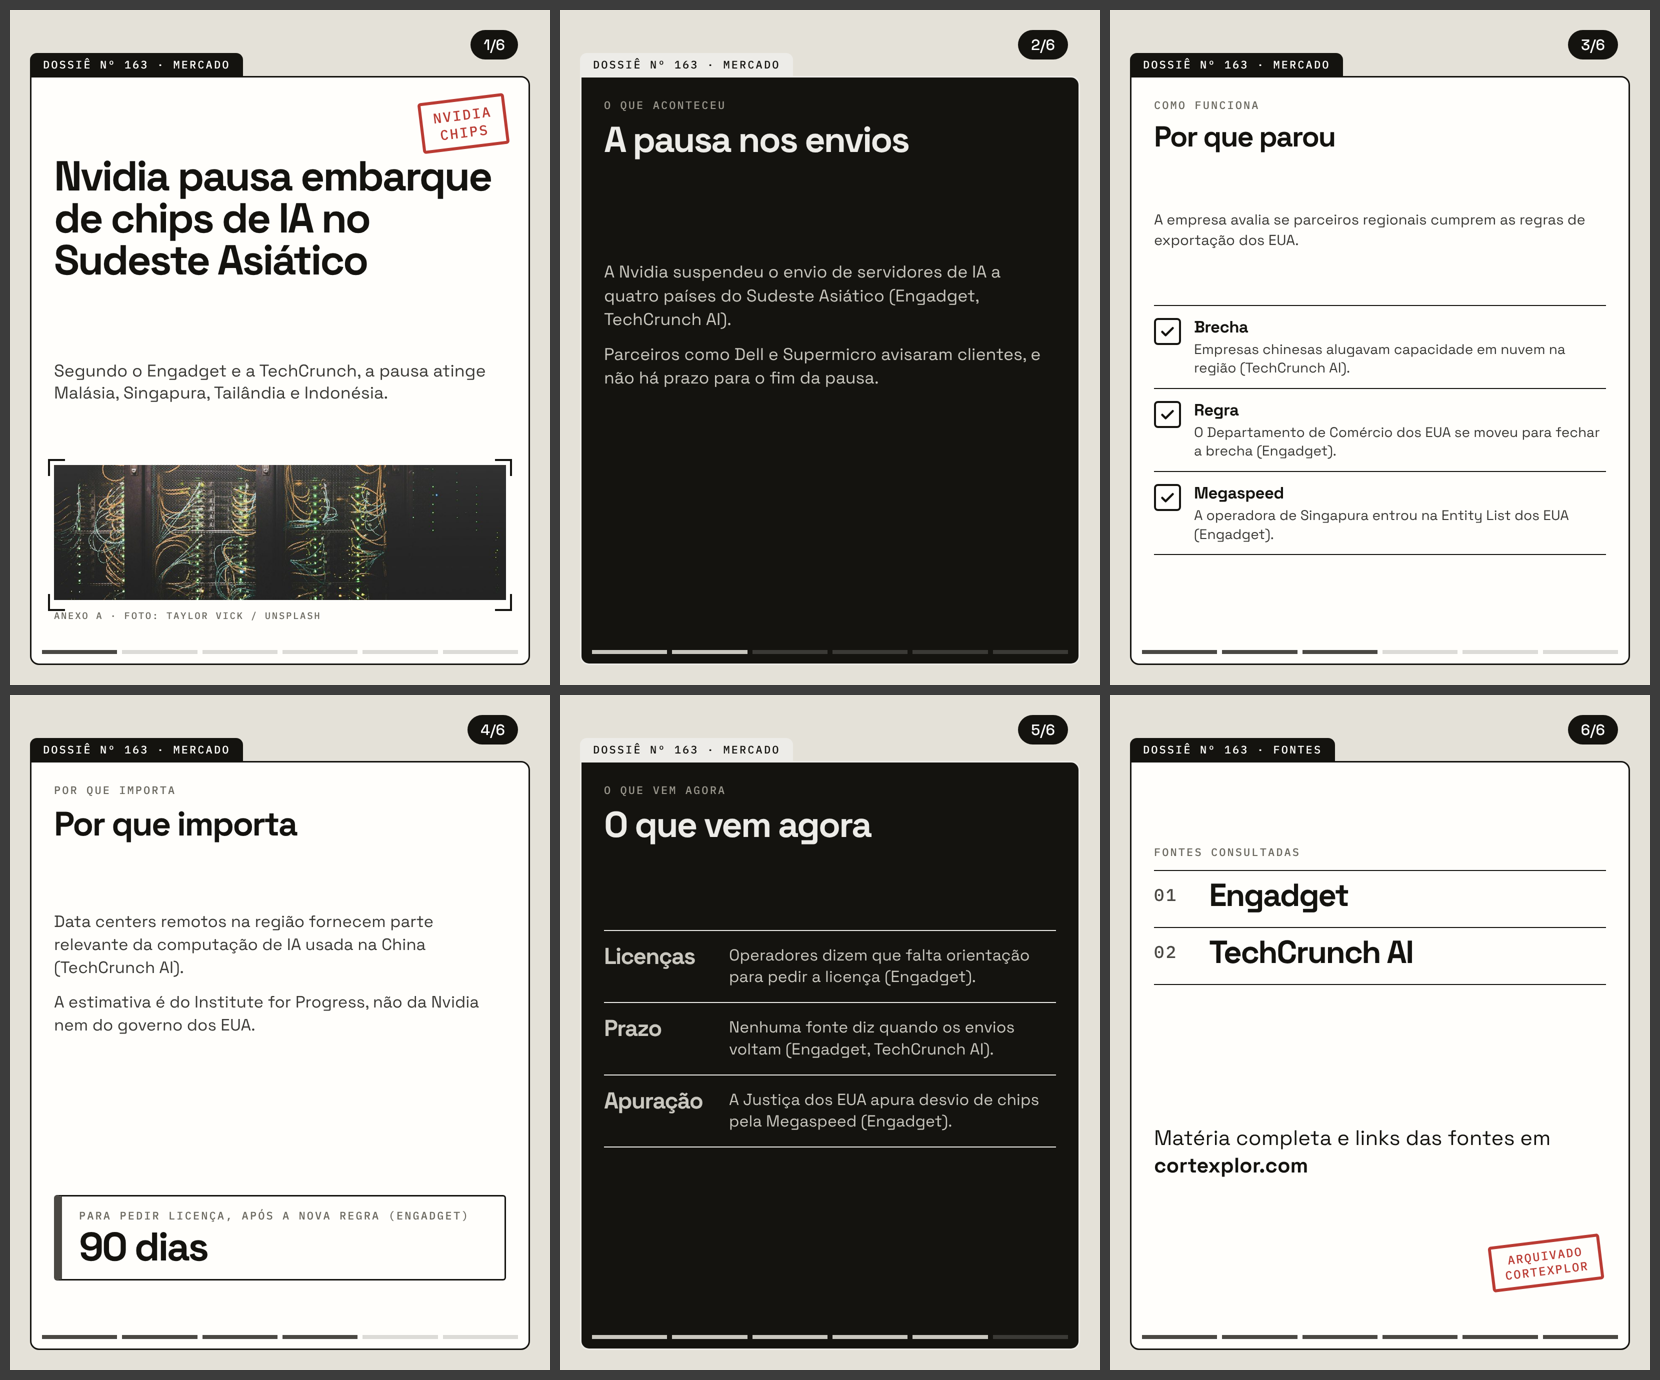 1/6
DOSSIÊ Nº 163 · MERCADO
NVIDIA
CHIPS
Nvidia pausa embarque
de chips de IA no
Sudeste Asiático
Segundo o Engadget e a TechCrunch, a pausa atinge
Malásia, Singapura, Tailândia e Indonésia.
ANEXO A · FOTO: TAYLOR VICK / UNSPLASH
2/6
DOSSIÊ Nº 163 · MERCADO
O QUE ACONTECEU
A pausa nos envios
A Nvidia suspendeu o envio de servidores de IA a
quatro países do Sudeste Asiático (Engadget,
TechCrunch AI).
Parceiros como Dell e Supermicro avisaram clientes, e
não há prazo para o fim da pausa.
3/6
DOSSIÊ Nº 163 · MERCADO
COMO FUNCIONA
Por que parou
A empresa avalia se parceiros regionais cumprem as regras de
exportação dos EUA.
Brecha
Empresas chinesas alugavam capacidade em nuvem na
região (TechCrunch AI).
Regra
O Departamento de Comércio dos EUA se moveu para fechar
a brecha (Engadget).
Megaspeed
A operadora de Singapura entrou na Entity List dos EUA
(Engadget).
4/6
DOSSIÊ Nº 163 · MERCADO
POR QUE IMPORTA
Por que importa
Data centers remotos na região fornecem parte
relevante da computação de IA usada na China
(TechCrunch AI).
A estimativa é do Institute for Progress, não da Nvidia
nem do governo dos EUA.
PARA PEDIR LICENÇA, APÓS A NOVA REGRA (ENGADGET)
90 dias
5/6
DOSSIÊ Nº 163 · MERCADO
O QUE VEM AGORA
O que vem agora
Licenças
Operadores dizem que falta orientação
para pedir a licença (Engadget).
Prazo
Nenhuma fonte diz quando os envios
voltam (Engadget, TechCrunch AI).
Apuração
A Justiça dos EUA apura desvio de chips
pela Megaspeed (Engadget).
6/6
DOSSIÊ Nº 163 · FONTES
FONTES CONSULTADAS
01 Engadget
02 TechCrunch AI
Matéria completa e links das fontes em
cortexplor.com
ARQUIVADO
CORTEXPLOR